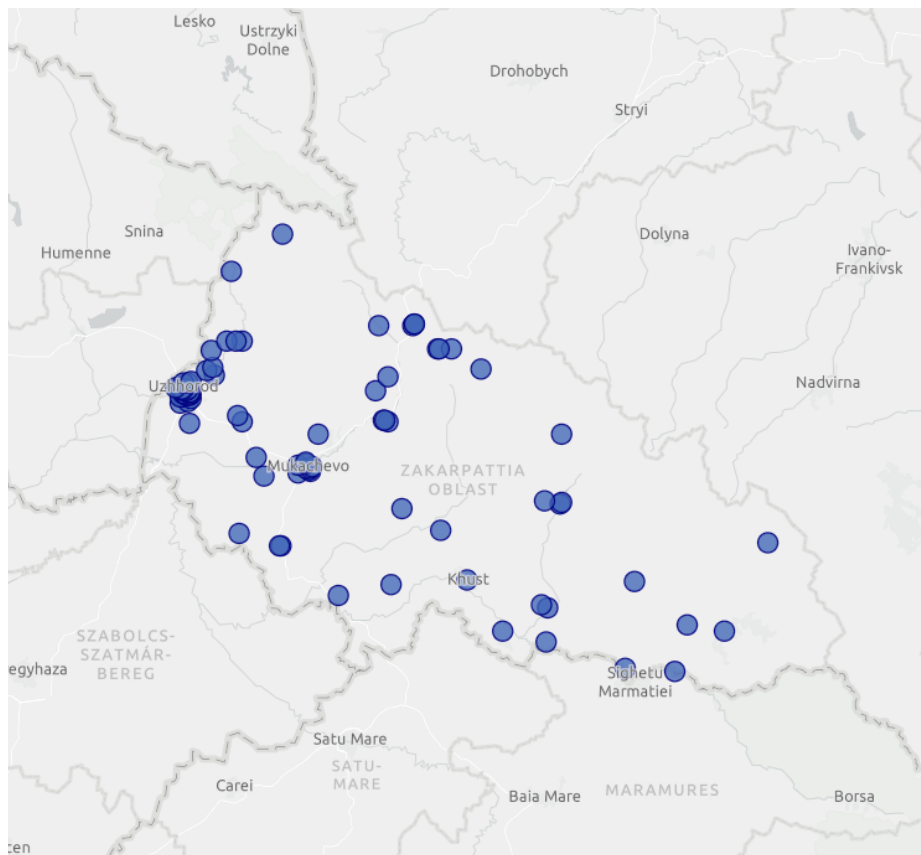 Lesko
Ustrzyki
Dolne
Drohobych
Stryi
Snina
Dolyna
Humenne
Ivano-
Frankivsk
Uzhhorod
Nadvirna
Mukachevo
ZAKARPATTIA
OBLAST
Khust
SZABOLCS-
SZATMÁR-
BEREG
egyhaza
Sighetu
Marmatiei
Satu Mare
SATU-
MARE
Carei
Baia Mare
MARAMURES
Borsa
cen